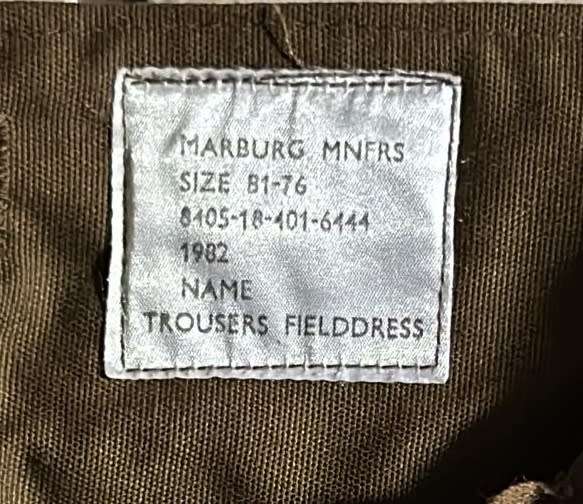 MARBURG MNFRS
SIZE 81-76
8405-18-401-6444
1982
NAME
TROUSERS FIELDDRESS